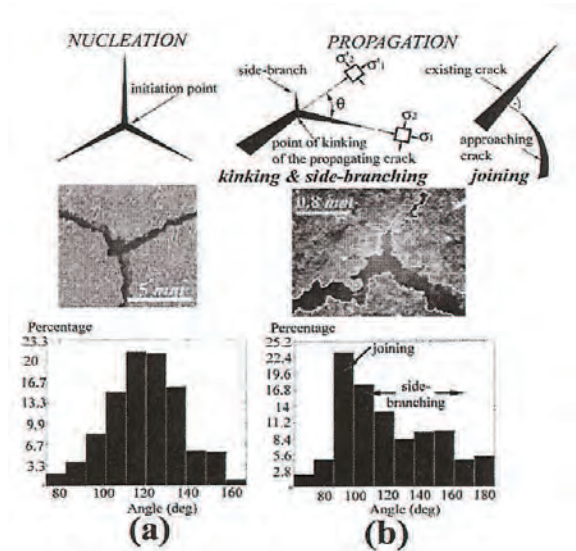 NUCLEATION
PROPAGATION
side-branch
σ'₂
σ'₁
existing crack
initiation point
θ
σ₂
σ₁
point of kinking
of the propagating crack
approaching
crack
kinking & side-branching
joining
5 mm
0.8 mm
Percentage
23.3
20
16.7
13.3
9.9
6.7
3.3
80
100
120
140
160
Angle (deg)
(a)
Percentage
25.2
22.4
19.6
16.8
14
11.2
8.4
5.6
2.8
joining
side-
branching
80
100
120
140
160
180
Angle (deg)
(b)